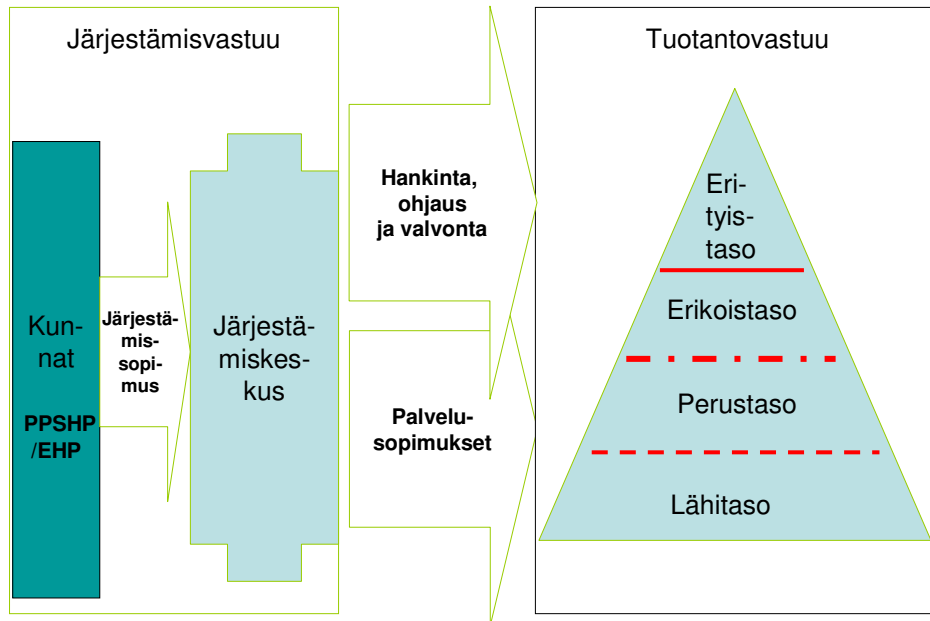 Järjestämisvastuu
Kun-
nat
PPSHP
/EHP
Järjestä-
mis-
sopi-
mus
Järjestä-
miskes-
kus
Hankinta,
ohjaus
ja valvonta
Palvelu-
sopimukset
Tuotantovastuu
Eri-
tyis-
taso
Erikoistaso
Perustaso
Lähitaso